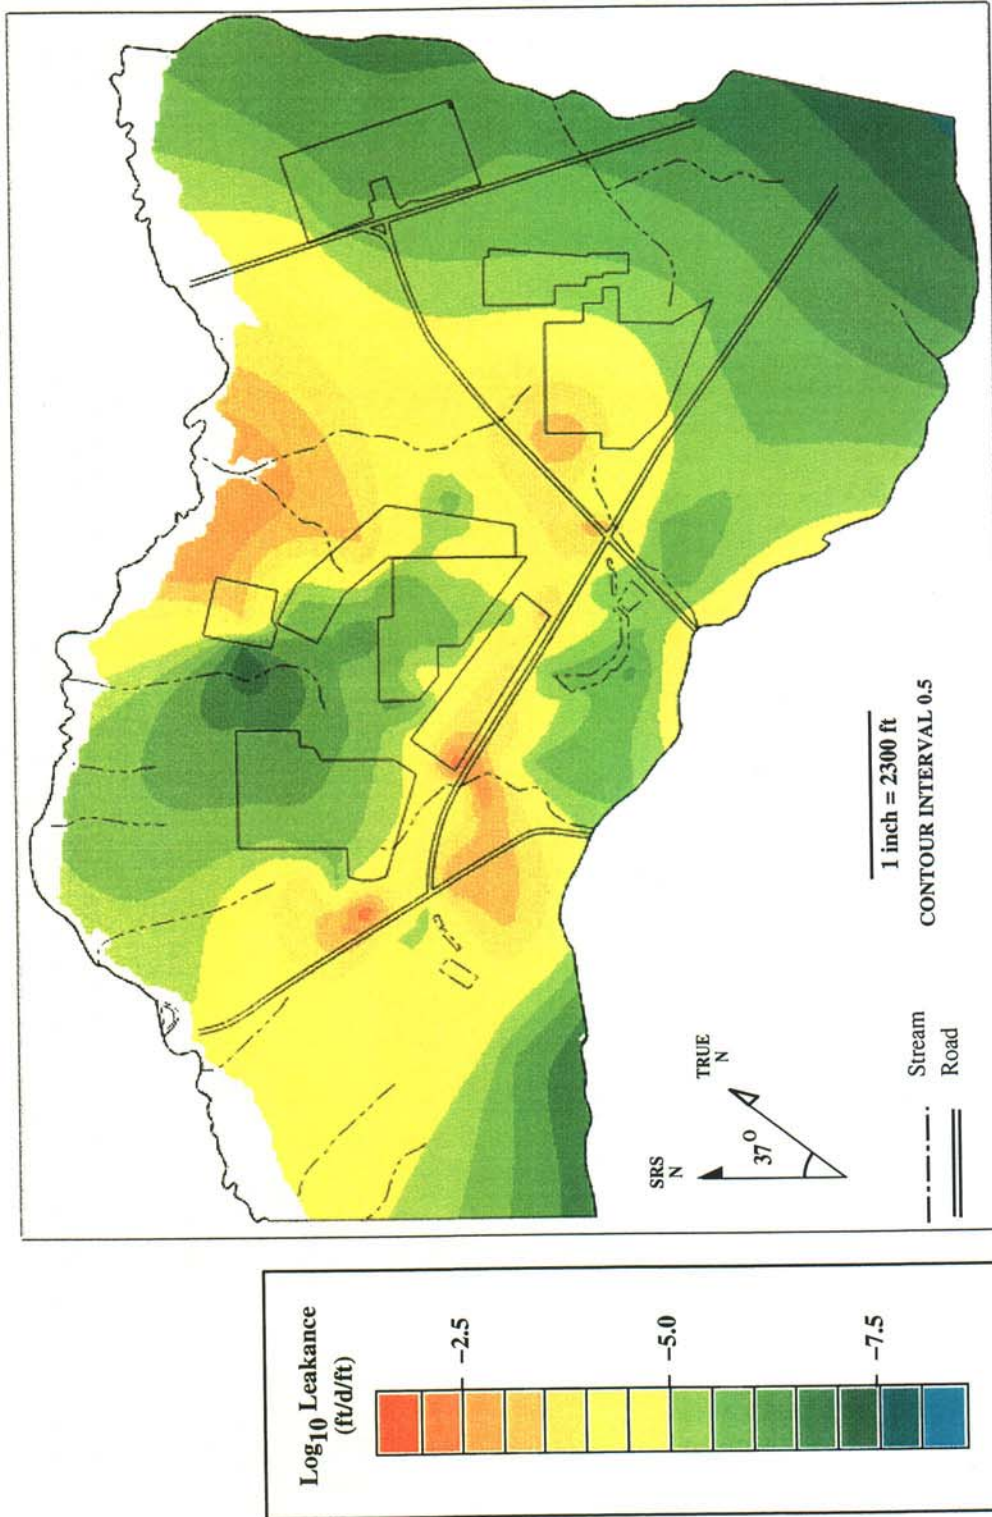 1 inch = 2300 ft
CONTOUR INTERVAL 0.5
TRUE
N
SRS
N
37O
Stream
Road
Log10 Leakance
(ft/d/ft)
−2.5
−5.0
−7.5